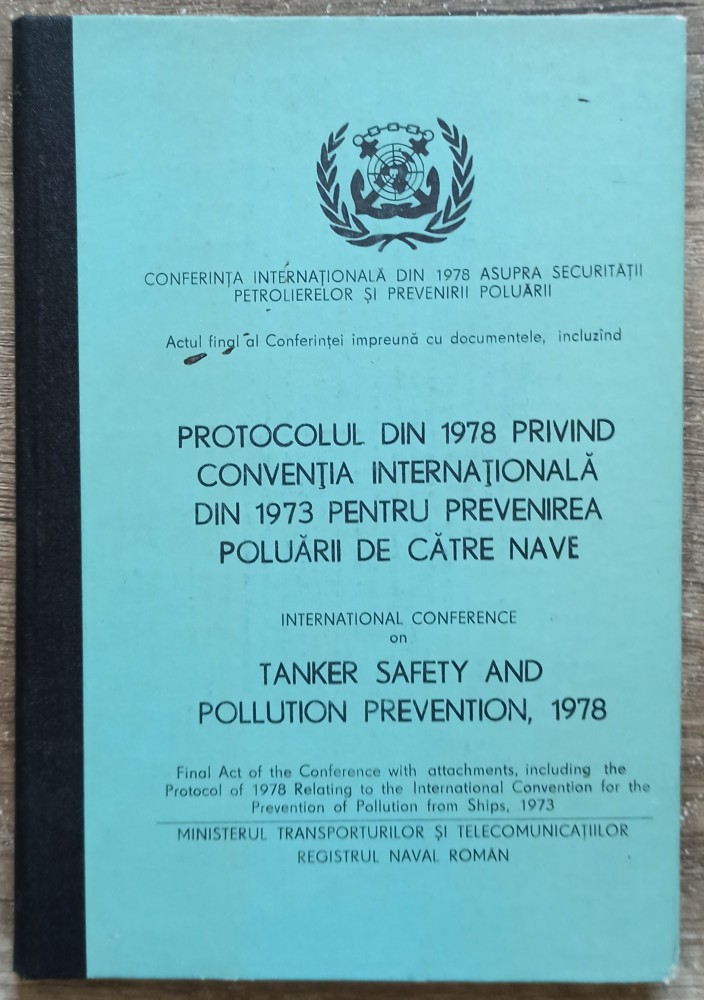 CONFERINȚA INTERNAȚIONALĂ DIN 1978 ASUPRA SECURITĂȚII
PETROLIERELOR ȘI PREVENIRII POLUĂRII
Actul final al Conferinței împreună cu documentele, incluzînd
PROTOCOLUL DIN 1978 PRIVIND
CONVENȚIA INTERNAȚIONALĂ
DIN 1973 PENTRU PREVENIREA
POLUĂRII DE CĂTRE NAVE
INTERNATIONAL CONFERENCE
on
TANKER SAFETY AND
POLLUTION PREVENTION, 1978
Final Act of the Conference with attachments, including the
Protocol of 1978 Relating to the International Convention for the
Prevention of Pollution from Ships, 1973
MINISTERUL TRANSPORTURILOR ȘI TELECOMUNICAȚIILOR
REGISTRUL NAVAL ROMÂN